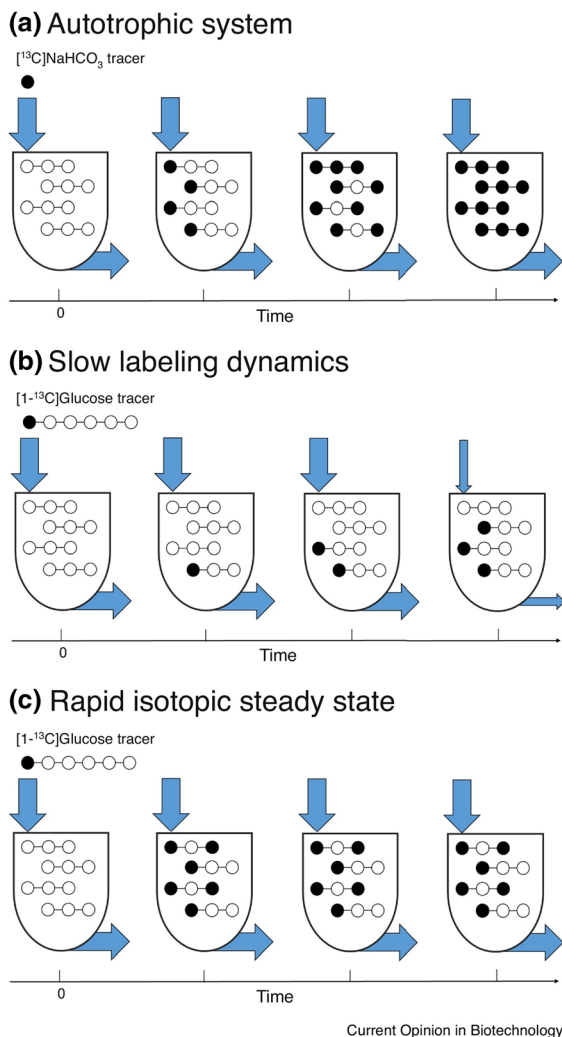 (a) Autotrophic system
[¹³C]NaHCO₃ tracer
0
Time
(b) Slow labeling dynamics
[1-¹³C]Glucose tracer
0
Time
(c) Rapid isotopic steady state
[1-¹³C]Glucose tracer
0
Time
Current Opinion in Biotechnology